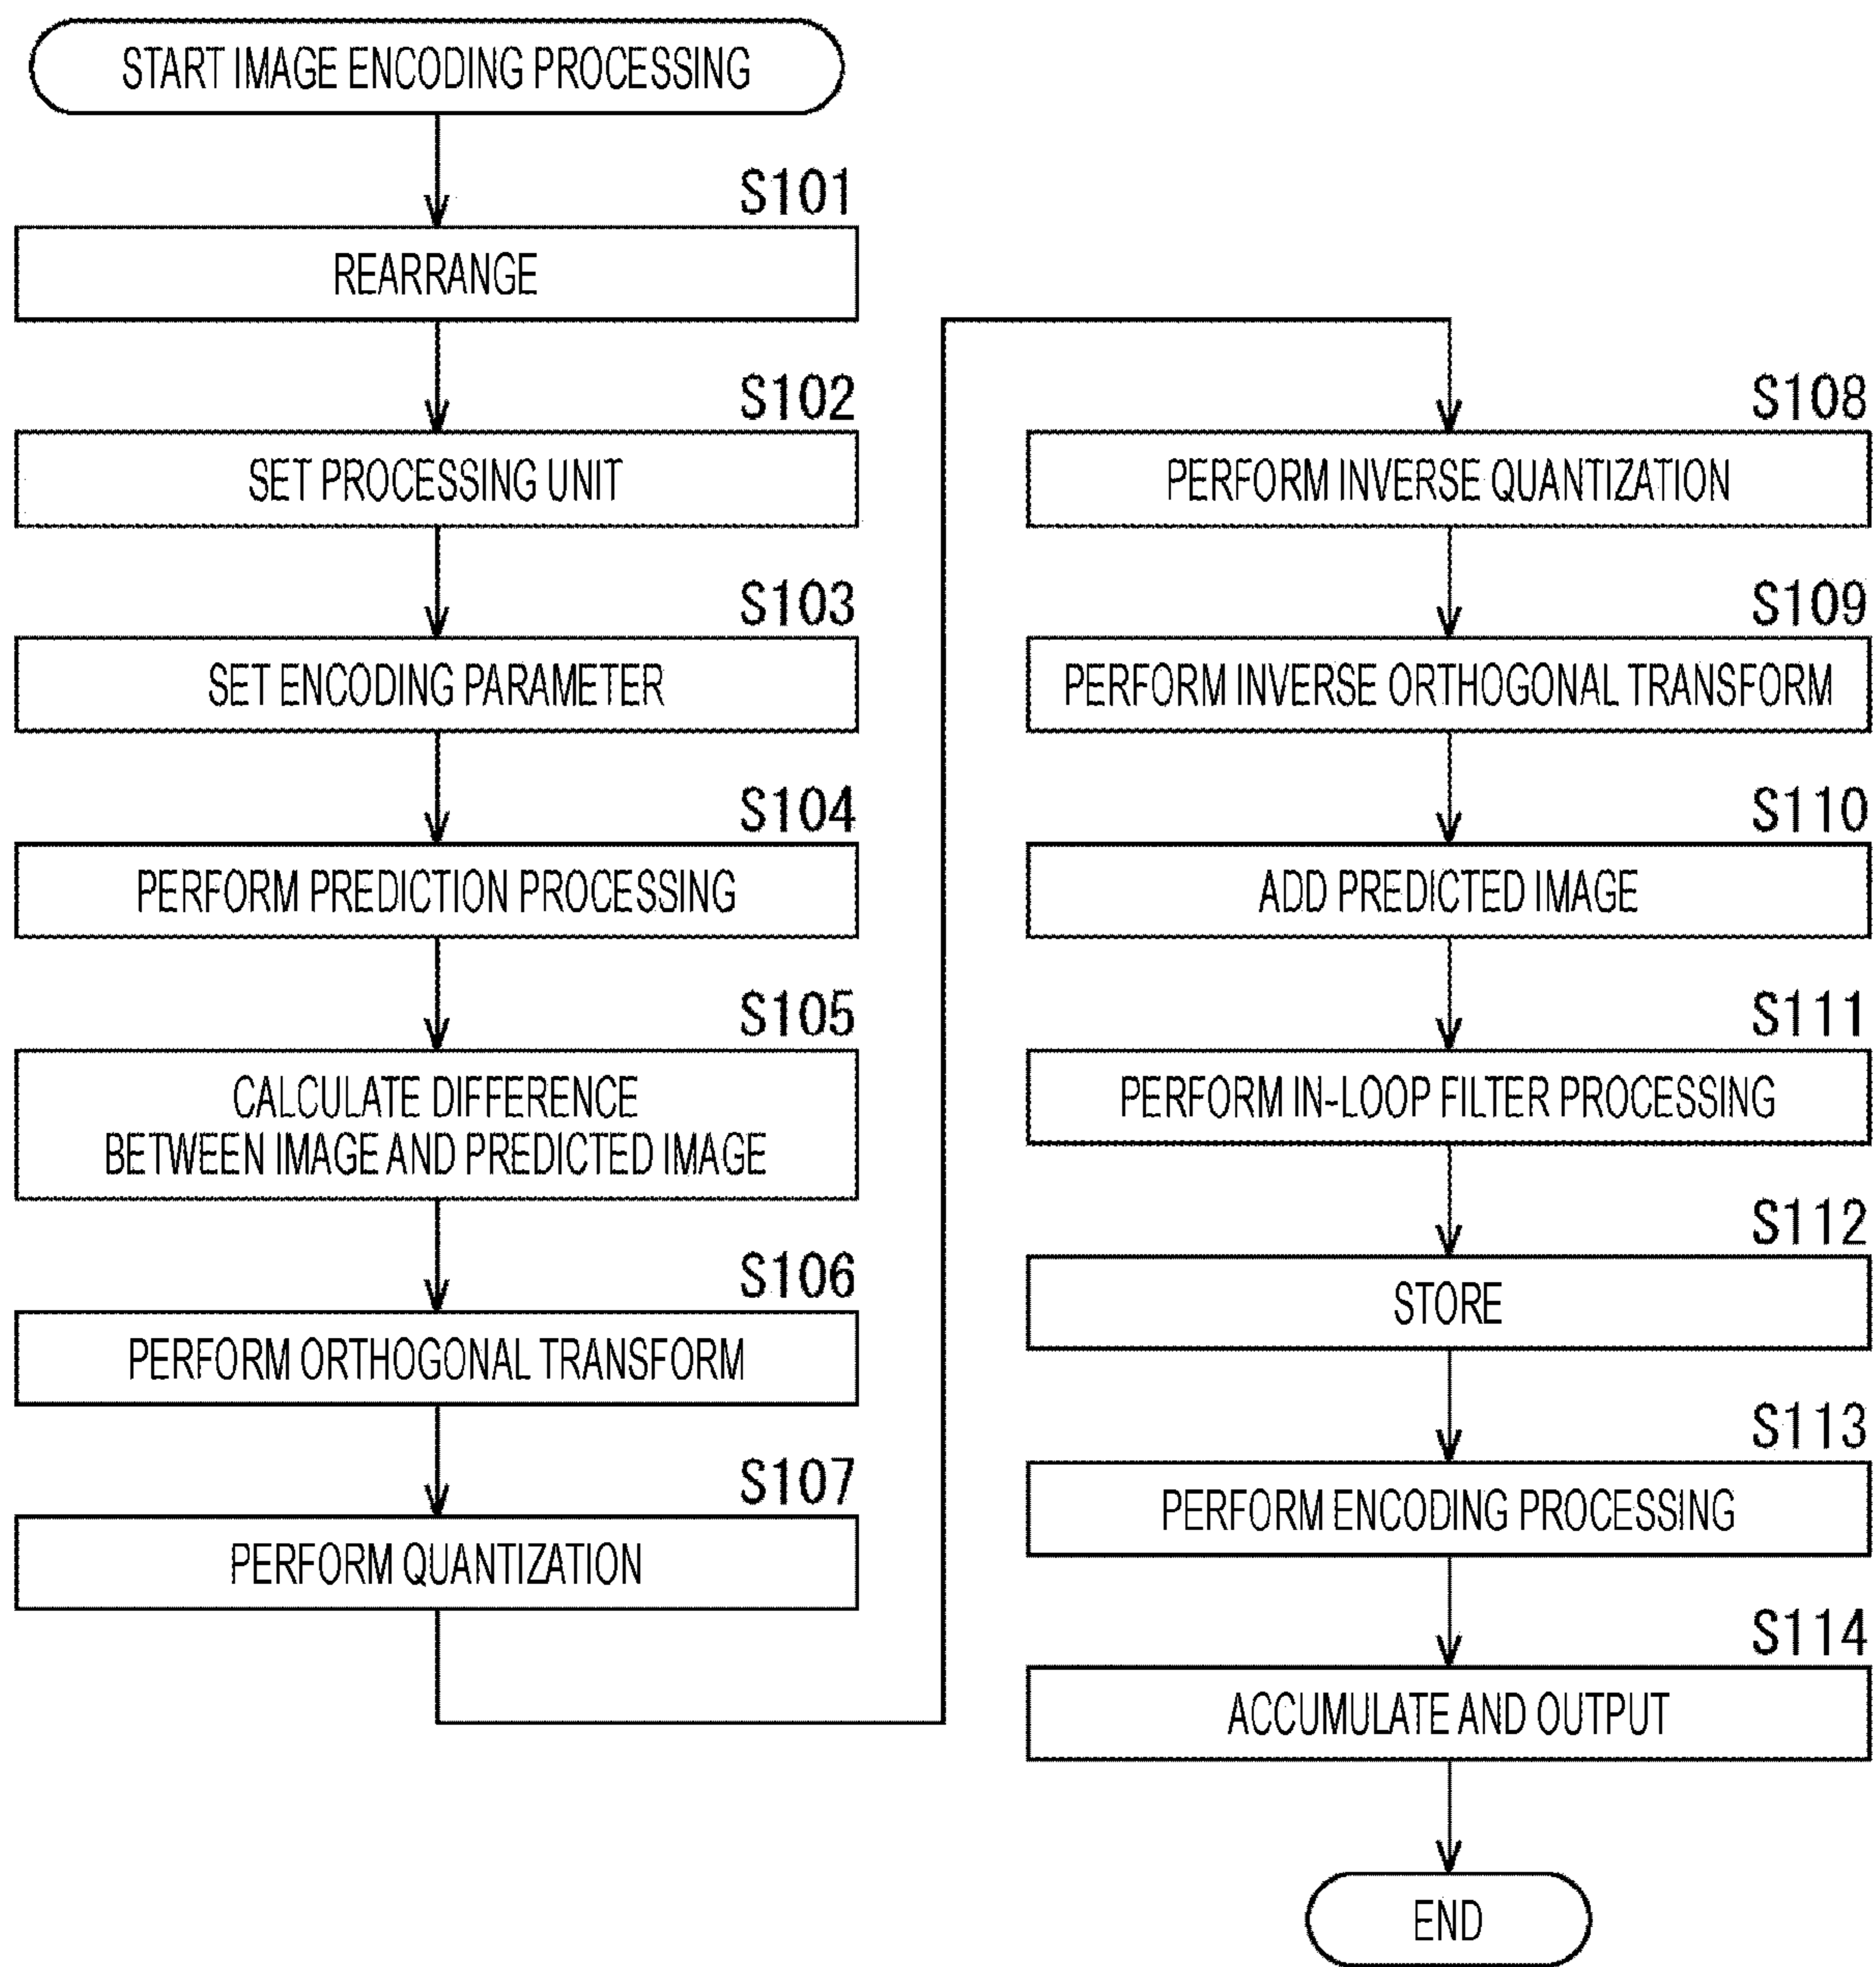 START IMAGE ENCODING PROCESSING
S101
REARRANGE
S102
SET PROCESSING UNIT
S103
SET ENCODING PARAMETER
S104
PERFORM PREDICTION PROCESSING
S105
CALCULATE DIFFERENCE
BETWEEN IMAGE AND PREDICTED IMAGE
S106
PERFORM ORTHOGONAL TRANSFORM
S107
PERFORM QUANTIZATION
S108
PERFORM INVERSE QUANTIZATION
S109
PERFORM INVERSE ORTHOGONAL TRANSFORM
S110
ADD PREDICTED IMAGE
S111
PERFORM IN-LOOP FILTER PROCESSING
S112
STORE
S113
PERFORM ENCODING PROCESSING
S114
ACCUMULATE AND OUTPUT
END